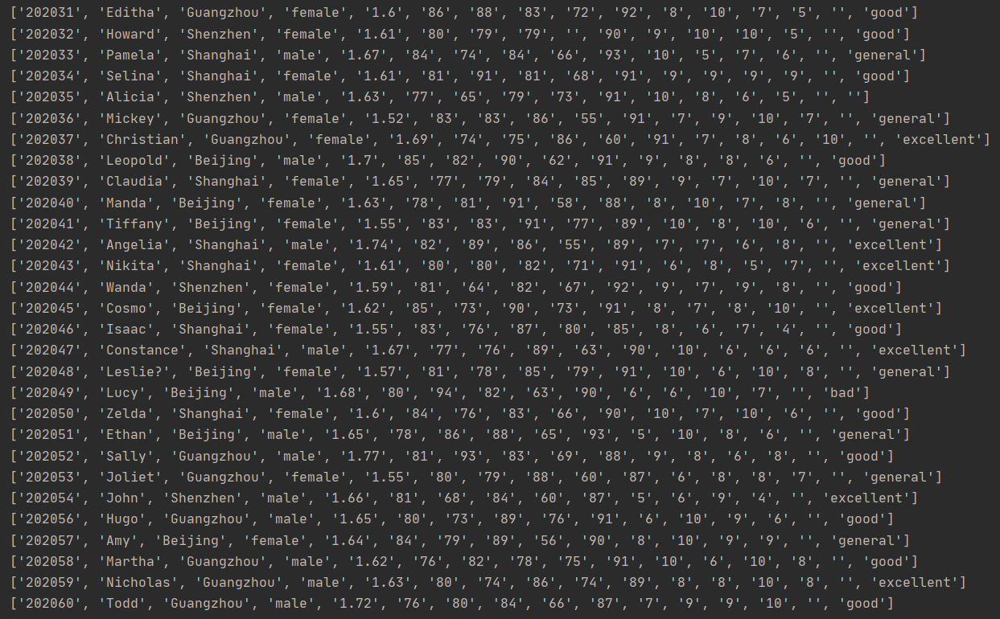 ['202031', 'Editha', 'Guangzhou', 'female', '1.6', '86', '88', '83', '72', '92', '8', '10', '7', '5', '', 'good']
['202032', 'Howard', 'Shenzhen', 'female', '1.61', '80', '79', '79', '', '90', '9', '10', '10', '5', '', 'good']
['202033', 'Pamela', 'Shanghai', 'male', '1.67', '84', '74', '84', '66', '93', '10', '5', '7', '6', '', 'general']
['202034', 'Selina', 'Shanghai', 'female', '1.61', '81', '91', '81', '68', '91', '9', '9', '9', '9', '', 'good']
['202035', 'Alicia', 'Shenzhen', 'male', '1.63', '77', '65', '79', '73', '91', '10', '8', '6', '5', '', '']
['202036', 'Mickey', 'Guangzhou', 'female', '1.52', '83', '83', '86', '55', '91', '7', '9', '10', '7', '', 'general']
['202037', 'Christian', 'Guangzhou', 'female', '1.69', '74', '75', '86', '60', '91', '7', '8', '6', '10', '', 'excellent']
['202038', 'Leopold', 'Beijing', 'male', '1.7', '85', '82', '90', '62', '91', '9', '8', '8', '6', '', 'good']
['202039', 'Claudia', 'Shanghai', 'female', '1.65', '77', '79', '84', '85', '89', '9', '7', '10', '7', '', 'general']
['202040', 'Manda', 'Beijing', 'female', '1.63', '78', '81', '91', '58', '88', '8', '10', '7', '8', '', 'general']
['202041', 'Tiffany', 'Beijing', 'female', '1.55', '83', '83', '91', '77', '89', '10', '8', '10', '6', '', 'general']
['202042', 'Angelia', 'Shanghai', 'male', '1.74', '82', '89', '86', '55', '89', '7', '7', '6', '8', '', 'excellent']
['202043', 'Nikita', 'Shanghai', 'female', '1.61', '80', '80', '82', '71', '91', '6', '8', '5', '7', '', 'excellent']
['202044', 'Wanda', 'Shenzhen', 'female', '1.59', '81', '64', '82', '67', '92', '9', '7', '9', '8', '', 'good']
['202045', 'Cosmo', 'Beijing', 'female', '1.62', '85', '73', '90', '73', '91', '8', '7', '8', '10', '', 'excellent']
['202046', 'Isaac', 'Shanghai', 'female', '1.55', '83', '76', '87', '80', '85', '8', '6', '7', '4', '', 'good']
['202047', 'Constance', 'Shanghai', 'male', '1.67', '77', '76', '89', '63', '90', '10', '6', '6', '6', '', 'excellent']
['202048', 'Leslie?', 'Beijing', 'female', '1.57', '81', '78', '85', '79', '91', '10', '6', '10', '8', '', 'general']
['202049', 'Lucy', 'Beijing', 'male', '1.68', '80', '94', '82', '63', '90', '6', '6', '10', '7', '', 'bad']
['202050', 'Zelda', 'Shanghai', 'female', '1.6', '84', '76', '83', '66', '90', '10', '7', '10', '6', '', 'good']
['202051', 'Ethan', 'Beijing', 'male', '1.65', '78', '86', '88', '65', '93', '5', '10', '8', '6', '', 'general']
['202052', 'Sally', 'Guangzhou', 'male', '1.77', '81', '93', '83', '69', '88', '9', '8', '6', '8', '', 'good']
['202053', 'Joliet', 'Guangzhou', 'female', '1.55', '80', '79', '88', '60', '87', '6', '8', '8', '7', '', 'general']
['202054', 'John', 'Shenzhen', 'male', '1.66', '81', '68', '84', '60', '87', '5', '6', '9', '4', '', 'excellent']
['202056', 'Hugo', 'Guangzhou', 'male', '1.65', '80', '73', '89', '76', '91', '6', '10', '9', '6', '', 'good']
['202057', 'Amy', 'Beijing', 'female', '1.64', '84', '79', '89', '56', '90', '8', '10', '9', '9', '', 'general']
['202058', 'Martha', 'Guangzhou', 'male', '1.62', '76', '82', '78', '75', '91', '10', '6', '10', '8', '', 'good']
['202059', 'Nicholas', 'Guangzhou', 'male', '1.63', '80', '74', '86', '74', '89', '8', '8', '10', '8', '', 'excellent']
['202060', 'Todd', 'Guangzhou', 'male', '1.72', '76', '80', '84', '66', '87', '7', '9', '9', '10', '', 'good']